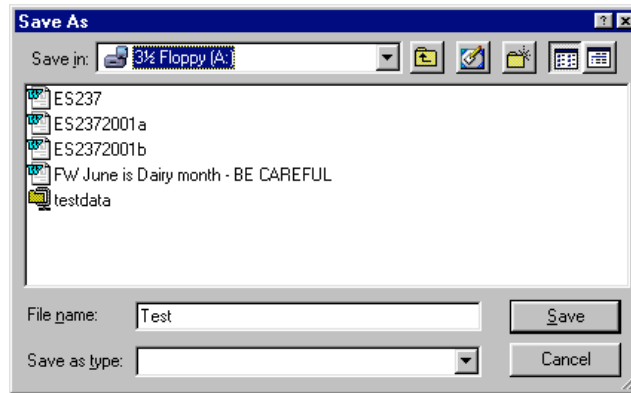 Save As
Save in: 3½ Floppy (A:)
ES237
ES2372001a
ES2372001b
FW June is Dairy month - BE CAREFUL
testdata
File name: Test Save
Save as type: Cancel